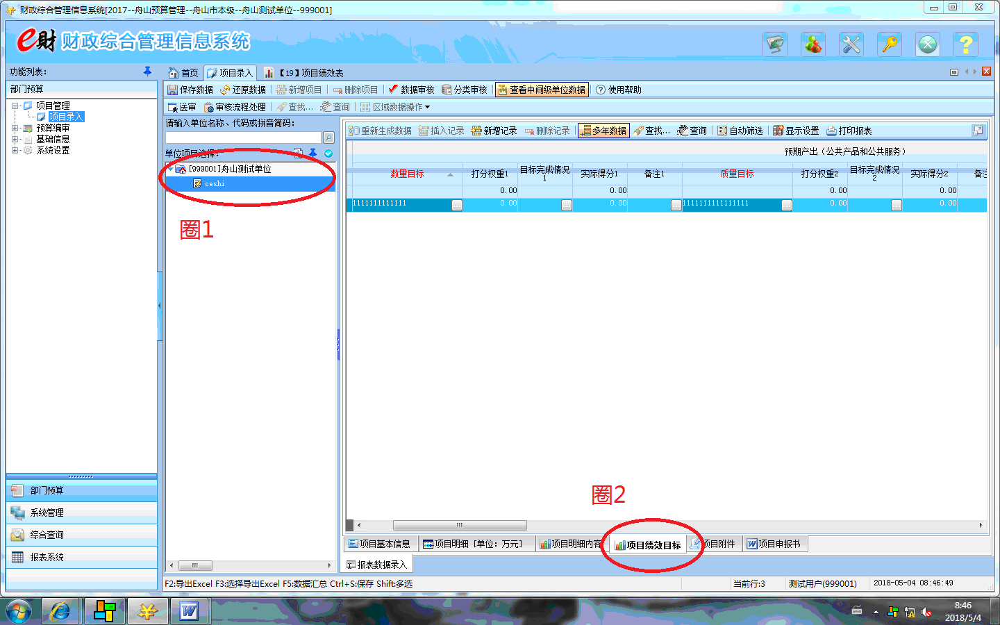 财政综合管理信息系统[2017--舟山预算管理--舟山市本级--舟山测试单位--999001]
e财 财政综合管理信息系统
功能列表:
首页 项目录入 【19】项目绩效表
部门预算
保存数据 还原数据 新增项目 删除项目 数据审核 分类审核 查看中间级单位数据 使用帮助
送审 审核流程处理 查找... 查询 区域数据操作
项目管理
项目录入
预算编审
基础信息
系统设置
请输入单位名称、代码或拼音简码:
单位项目选择:
[999001]舟山测试单位
ceshi
圈1
重新生成数据 插入记录 新增记录 删除记录 多年数据 查找... 查询 自动筛选 显示设置 打印报表
预期产出（公共产品和公共服务）
数量目标 打分权重1 目标完成情况1 实际得分1 备注1 质量目标 打分权重2 目标完成情况2 实际得分2 备注
0.00 0.00 0.00 0.00
1111111111111 0.00 0.00 1111111111111111 0.00 0.00
圈2
部门预算
系统管理
综合查询
报表系统
项目基本信息 项目明细［单位：万元］ 项目明细内容 项目绩效目标 项目附件 项目申报书
报表数据录入
F2:导出Excel F3:选择导出Excel F5:数据汇总 Ctrl+S:保存 Shift:多选 当前行:3 测试用户(999001) 2018-05-04 08:46:49
8:46
2018/5/4